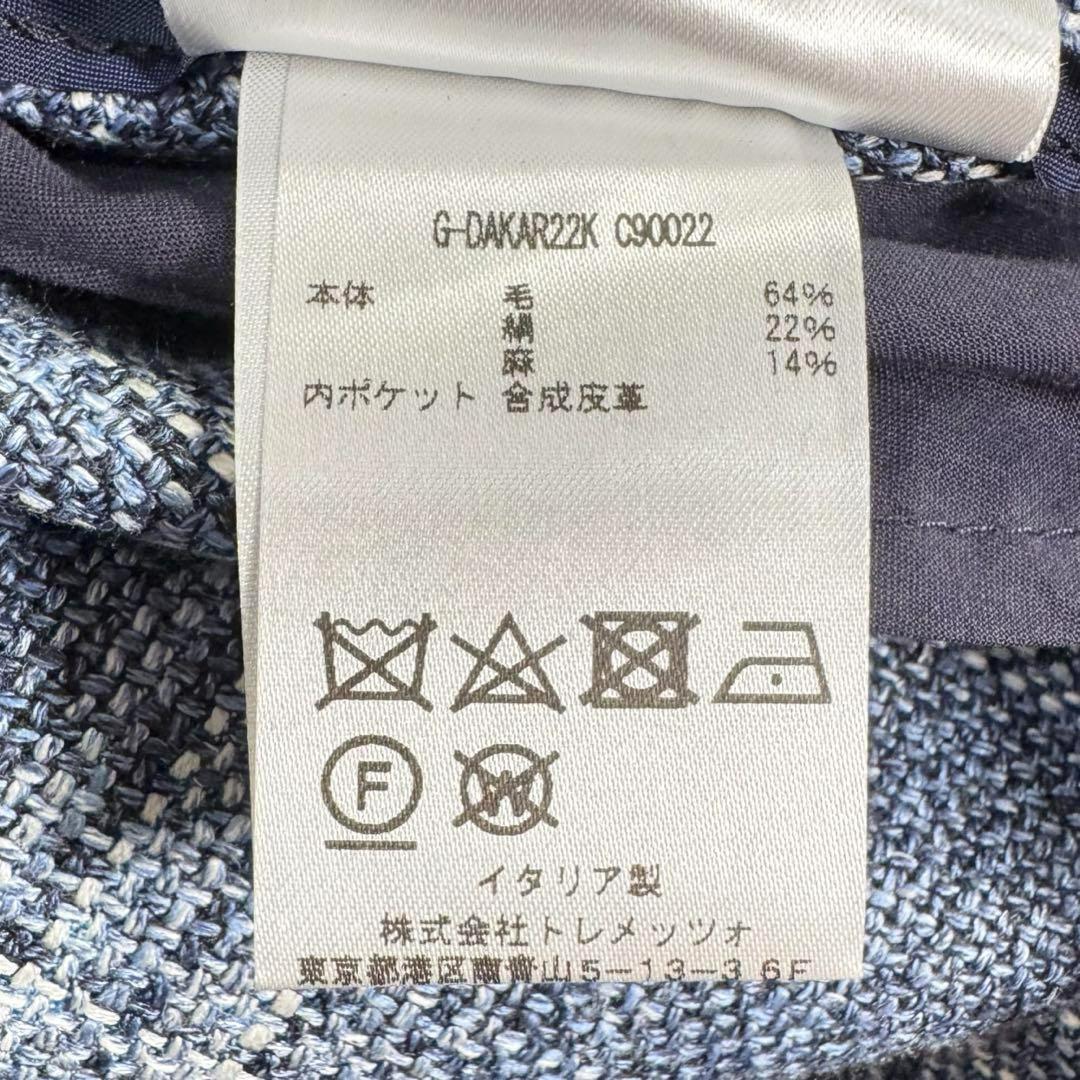 G-DAKAR22K C90022
本体 毛 64%
絹 22%
麻 14%
内ポケット 合成皮革
F
W
イタリア製
株式会社トレメッツォ
東京都港区南青山5-13-3 6F